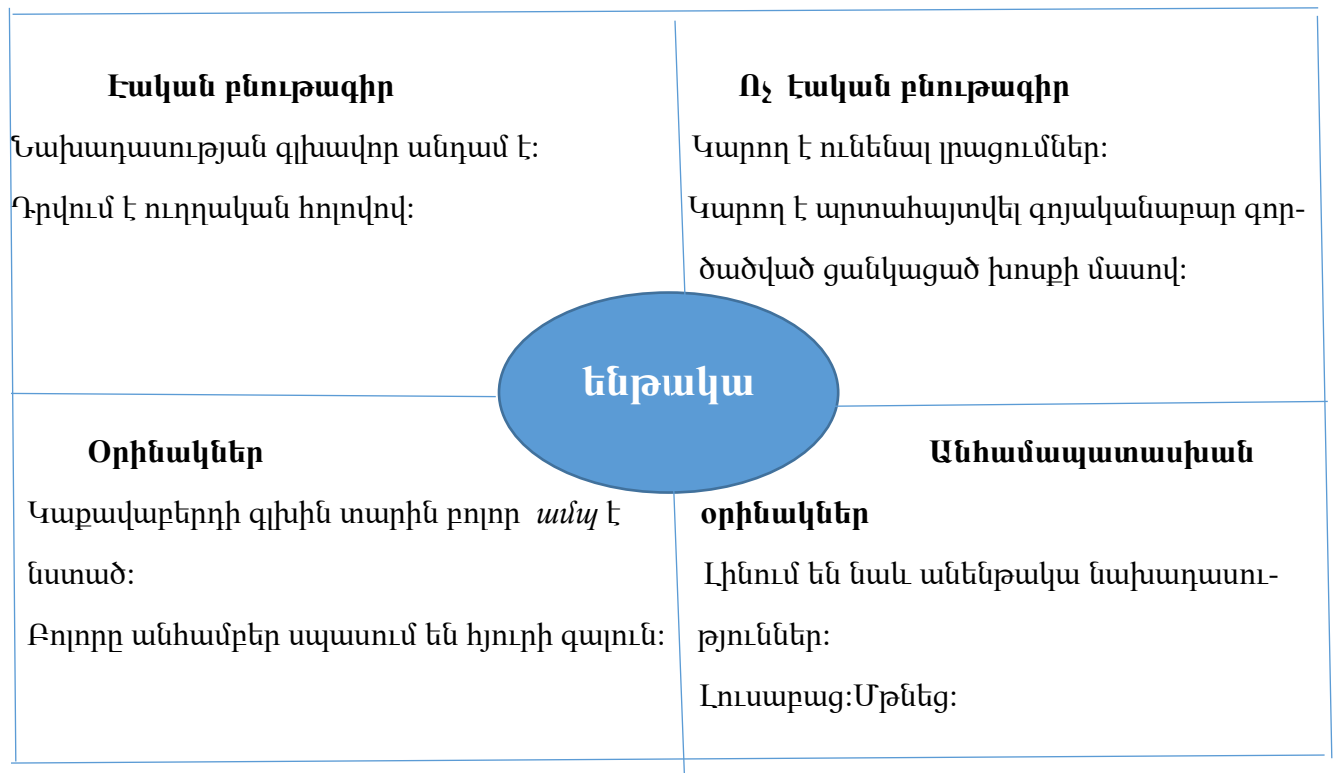 Էական բնութագիր
Նախադասության գլխավոր անդամ է:
Դրվում է ուղղական հոլովով:
Ոչ էական բնութագիր
Կարող է ունենալ լրացումներ:
Կարող է արտահայտվել գոյականաբար գոր-
ծածված ցանկացած խոսքի մասով:
ենթակա
Օրինակներ
Կաքավաբերդի գլխին տարին բոլոր ամպ է
նստած:
Բոլորը անհամբեր սպասում են հյուրի գալուն:
Անհամապատասխան
օրինակներ
Լինում են նաև անենթակա նախադասու-
թյուններ:
Լուսաբաց:Մթնեց: